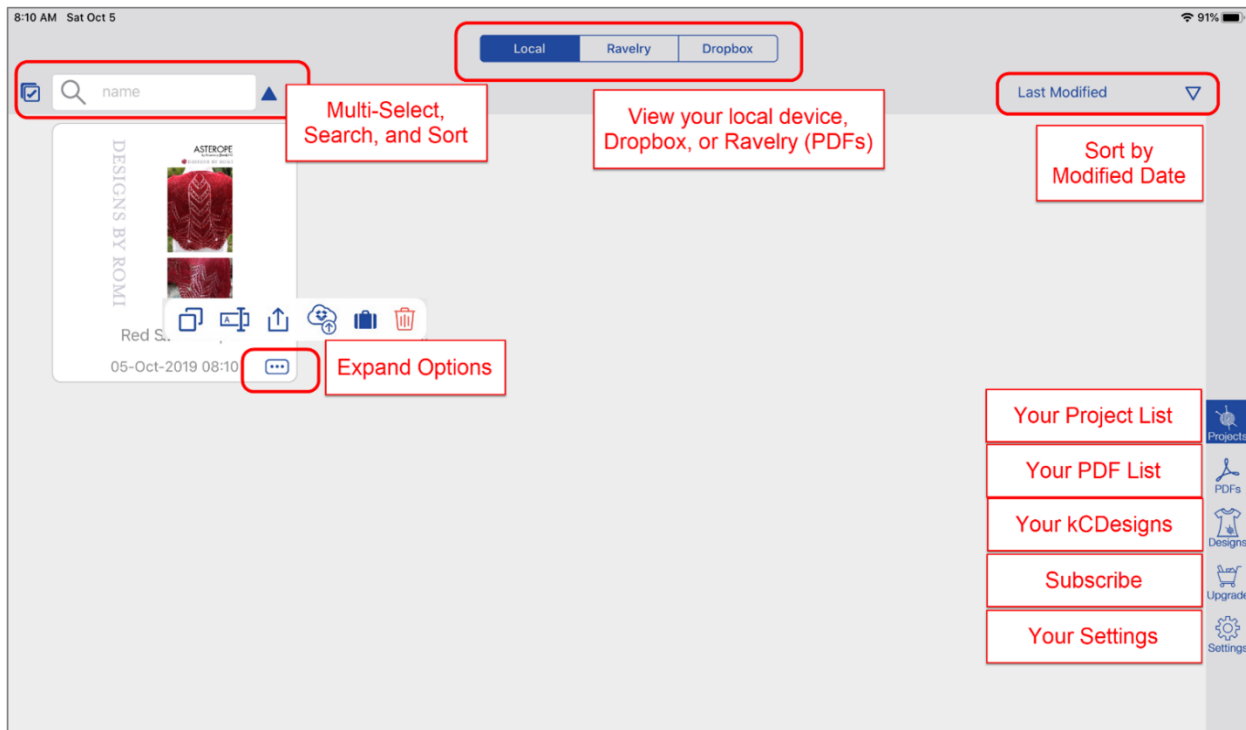 8:10 AM Sat Oct 5
91%
Local Ravelry Dropbox
name
Last Modified
Multi-Select,
Search, and Sort
View your local device,
Dropbox, or Ravelry (PDFs)
Sort by
Modified Date
DESIGNS BY ROMI
ASTEROPE
Red
05-Oct-2019 08:10
Expand Options
Your Project List
Projects
Your PDF List
PDFs
Your kCDesigns
Designs
Subscribe
Upgrade
Your Settings
Settings